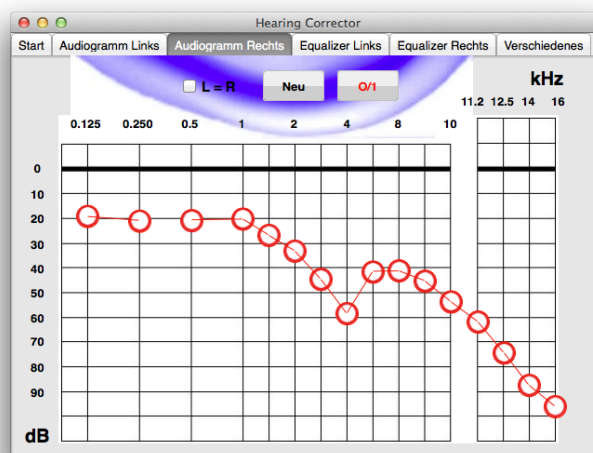 Hearing Corrector
Start Audiogramm Links Audiogramm Rechts Equalizer Links Equalizer Rechts Verschiedenes
L = R Neu O/1
kHz
11.2 12.5 14 16
0.125 0.250 0.5 1 2 4 8 10
0
10
20
30
40
50
60
70
80
90
dB